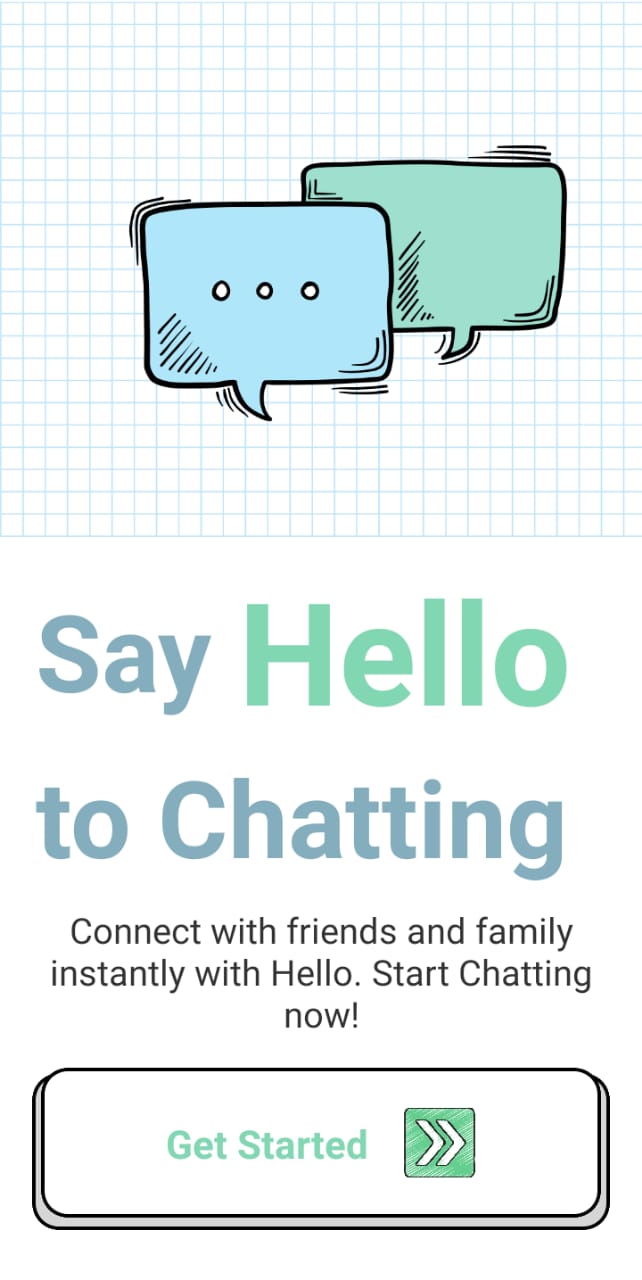 Say Hello
to Chatting
Connect with friends and family
instantly with Hello. Start Chatting
now!
Get Started